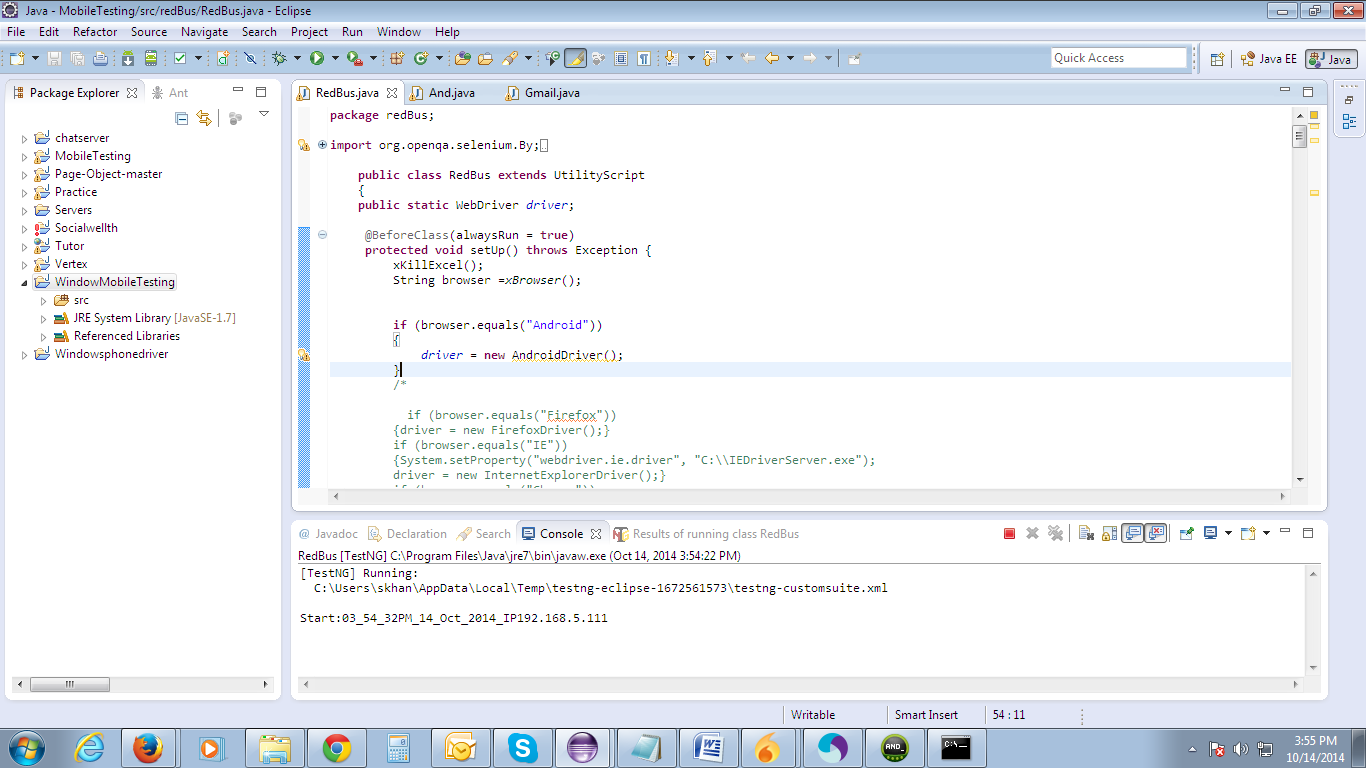 Java - MobileTesting/src/redBus/RedBus.java - Eclipse
File Edit Refactor Source Navigate Search Project Run Window Help
Quick Access
Java EE
Java
Package Explorer
Ant
chatserver
MobileTesting
Page-Object-master
Practice
Servers
Socialwellth
Tutor
Vertex
WindowMobileTesting
src
JRE System Library [JavaSE-1.7]
Referenced Libraries
Windowsphonedriver
RedBus.java
And.java
Gmail.java
package redBus;
import org.openqa.selenium.By;
public class RedBus extends UtilityScript
{
public static WebDriver driver;
@BeforeClass(alwaysRun = true)
protected void setUp() throws Exception {
xKillExcel();
String browser =xBrowser();
if (browser.equals("Android"))
{
driver = new AndroidDriver();
}
/*
if (browser.equals("Firefox"))
{driver = new FirefoxDriver();}
if (browser.equals("IE"))
{System.setProperty("webdriver.ie.driver", "C:\\IEDriverServer.exe");
driver = new InternetExplorerDriver();}
@ Javadoc
Declaration
Search
Console
Results of running class RedBus
RedBus [TestNG] C:\Program Files\Java\jre7\bin\javaw.exe (Oct 14, 2014 3:54:22 PM)
[TestNG] Running:
C:\Users\skhan\AppData\Local\Temp\testng-eclipse-1672561573\testng-customsuite.xml
Start:03_54_32PM_14_Oct_2014_IP192.168.5.111
Writable
Smart Insert
54 : 11
AND_
C:\_
3:55 PM
10/14/2014